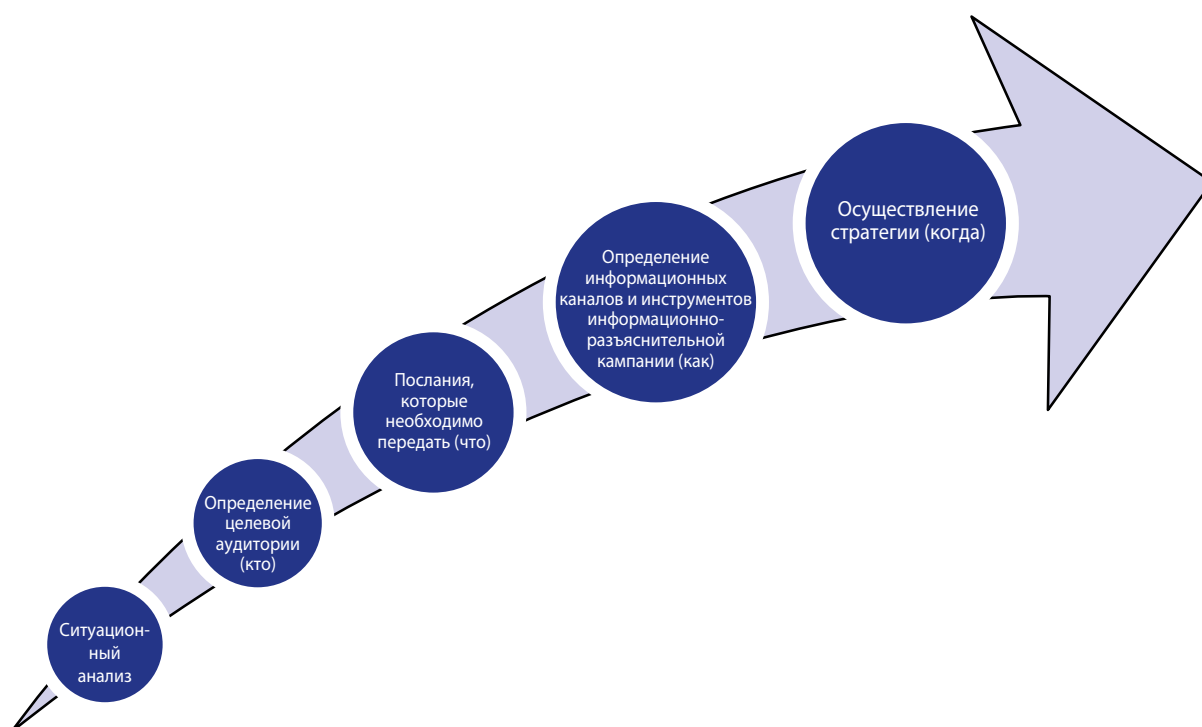 Ситуацион-
ный
анализ
Определение
целевой
аудитории
(кто)
Послания,
которые
необходимо
передать (что)
Определение
информационных
каналов и инструментов
информационно-
разъяснительной
кампании (как)
Осуществление
стратегии (когда)